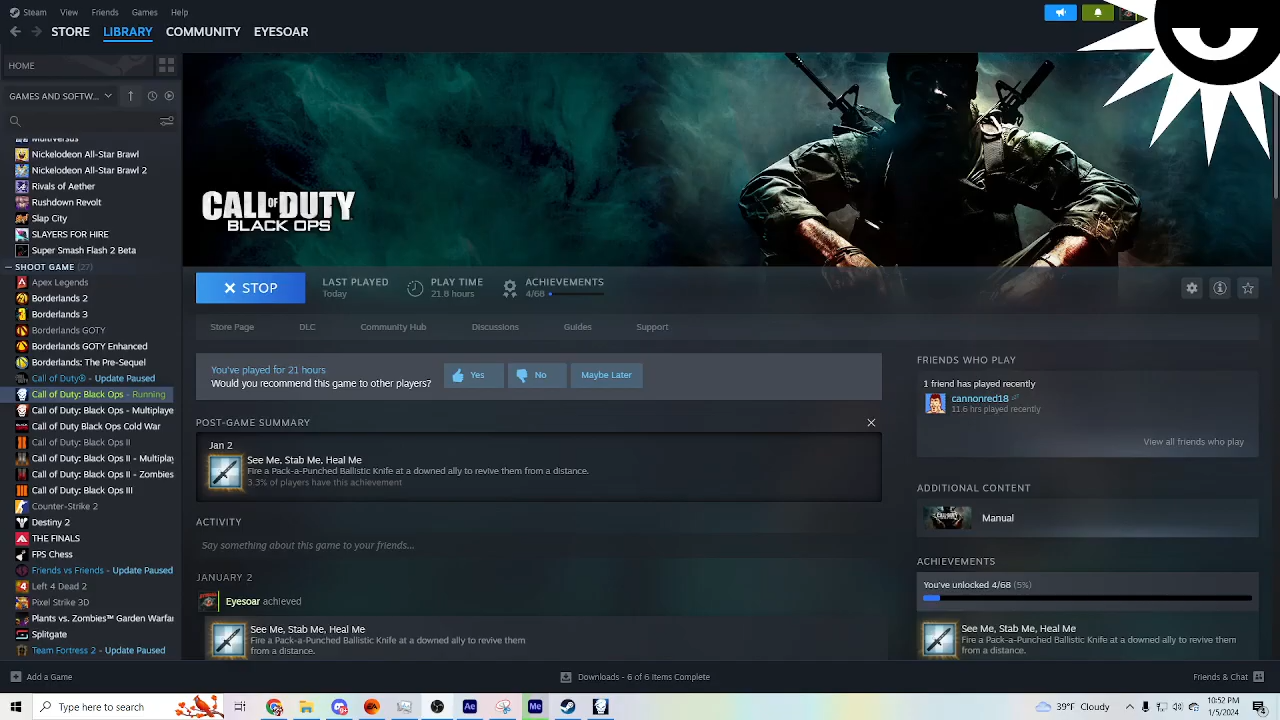 Steam View Friends Games Help
STORE LIBRARY COMMUNITY EYESOAR
HOME
GAMES AND SOFTW...
MultiVersus
Nickelodeon All-Star Brawl
Nickelodeon All-Star Brawl 2
Rivals of Aether
Rushdown Revolt
Slap City
SLAYERS FOR HIRE
Super Smash Flash 2 Beta
SHOOT GAME (27)
Apex Legends
Borderlands 2
Borderlands 3
Borderlands GOTY
Borderlands GOTY Enhanced
Borderlands: The Pre-Sequel
Call of Duty® - Update Paused
Call of Duty: Black Ops - Running
Call of Duty: Black Ops - Multiplaye
Call of Duty Black Ops Cold War
Call of Duty: Black Ops II
Call of Duty: Black Ops II - Multiplay
Call of Duty: Black Ops II - Zombies
Call of Duty: Black Ops III
Counter-Strike 2
Destiny 2
THE FINALS
FPS Chess
Friends vs Friends - Update Paused
Left 4 Dead 2
Pixel Strike 3D
Plants vs. Zombies™ Garden Warfa
Splitgate
Team Fortress 2 - Update Paused
CALL OF DUTY
BLACK OPS
STOP
LAST PLAYED
Today
PLAY TIME
21.8 hours
ACHIEVEMENTS
4/68
Store Page DLC Community Hub Discussions Guides Support
You've played for 21 hours
Would you recommend this game to other players?
Yes No Maybe Later
POST-GAME SUMMARY
Jan 2
See Me, Stab Me, Heal Me
Fire a Pack-a-Punched Ballistic Knife at a downed ally to revive them from a distance.
3.3% of players have this achievement
ACTIVITY
Say something about this game to your friends...
JANUARY 2
Eyesoar achieved
See Me, Stab Me, Heal Me
Fire a Pack-a-Punched Ballistic Knife at a downed ally to revive them
from a distance.
FRIENDS WHO PLAY
1 friend has played recently
cannonred18
11.6 hrs played recently
View all friends who play
ADDITIONAL CONTENT
Manual
ACHIEVEMENTS
You've unlocked 4/68 (5%)
See Me, Stab Me, Heal Me
Fire a Pack-a-Punched Ballistic Knife at a downed ally to revive them
from a distance.
Add a Game
Downloads - 6 of 6 Items Complete
Friends & Chat
Type here to search
Ae
Me
39°F Cloudy
10:52 PM
1/5/2024